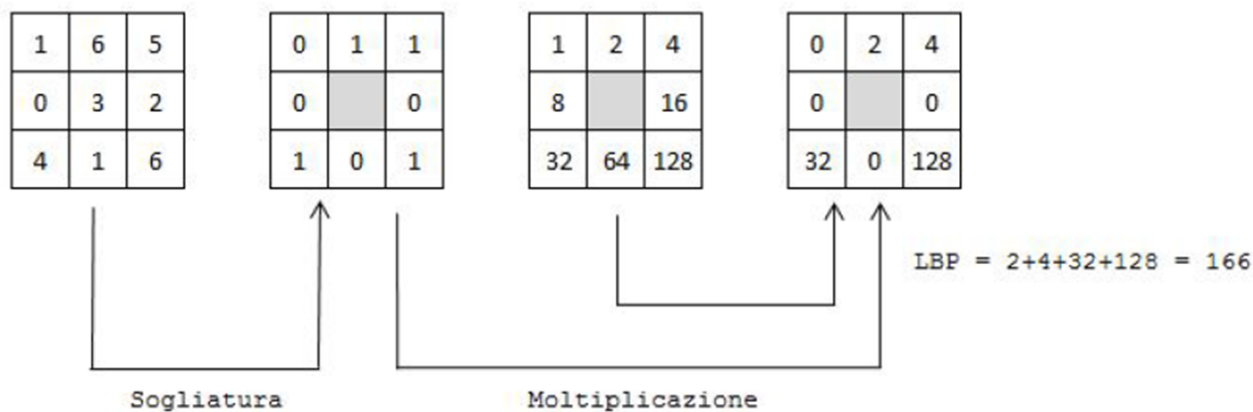 1 6 5 0 1 1 1 2 4 0 2 4
0 3 2 0 0 8 16 0 0
4 1 6 1 0 1 32 64 128 32 0 128
LBP = 2+4+32+128 = 166
Sogliatura Moltiplicazione